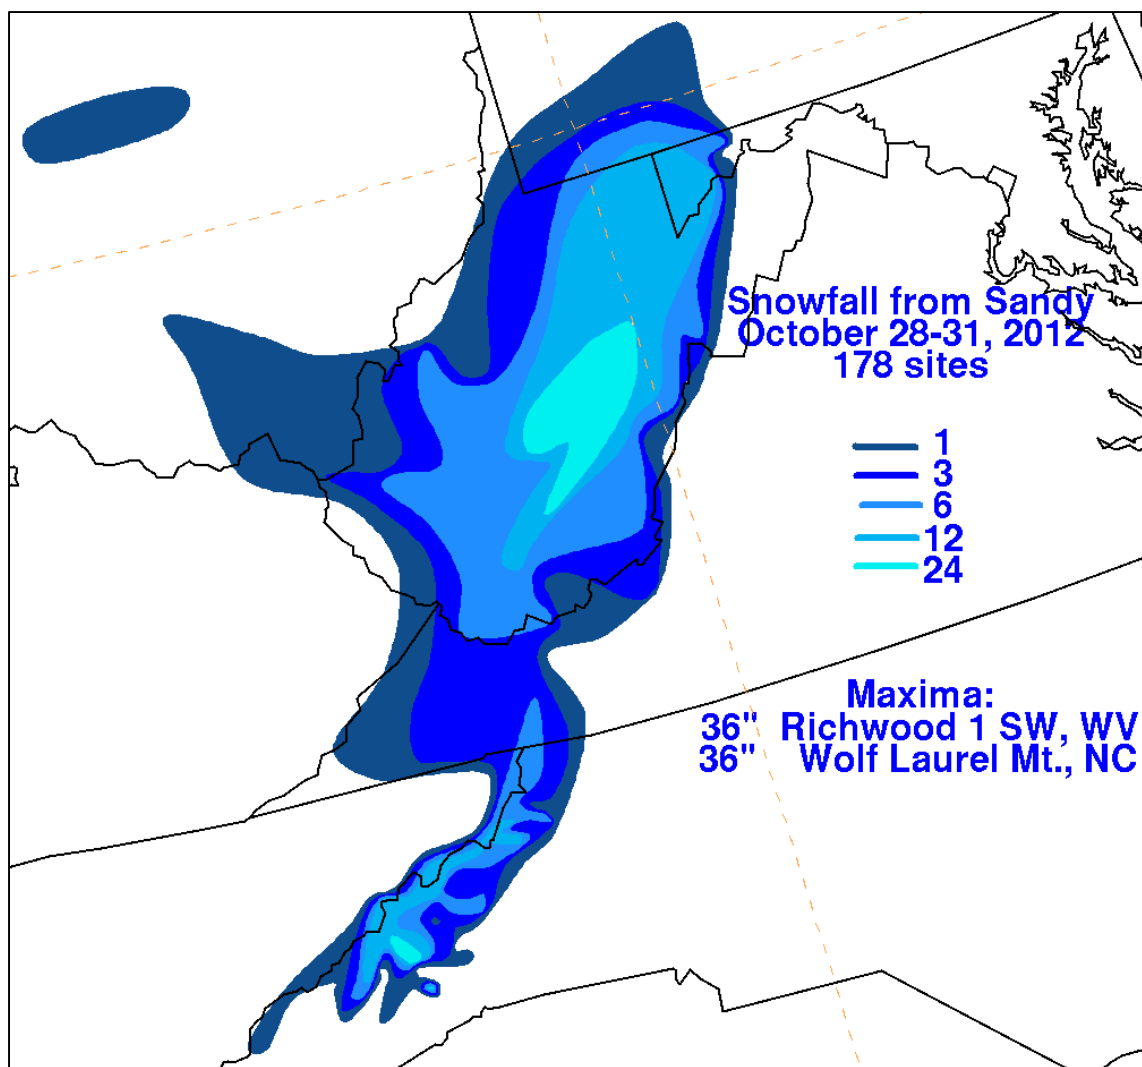 Snowfall from Sandy
October 28-31, 2012
178 sites
1
3
6
12
24
Maxima:
36" Richwood 1 SW, WV
36" Wolf Laurel Mt., NC